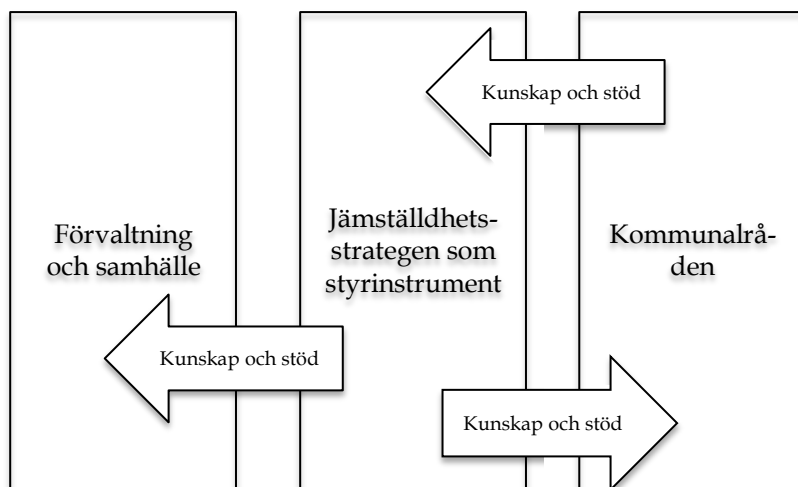 Kunskap och stöd
Förvaltning
och samhälle
Jämställdhets-
strategen som
styrinstrument
Kommunalrå-
den
Kunskap och stöd
Kunskap och stöd